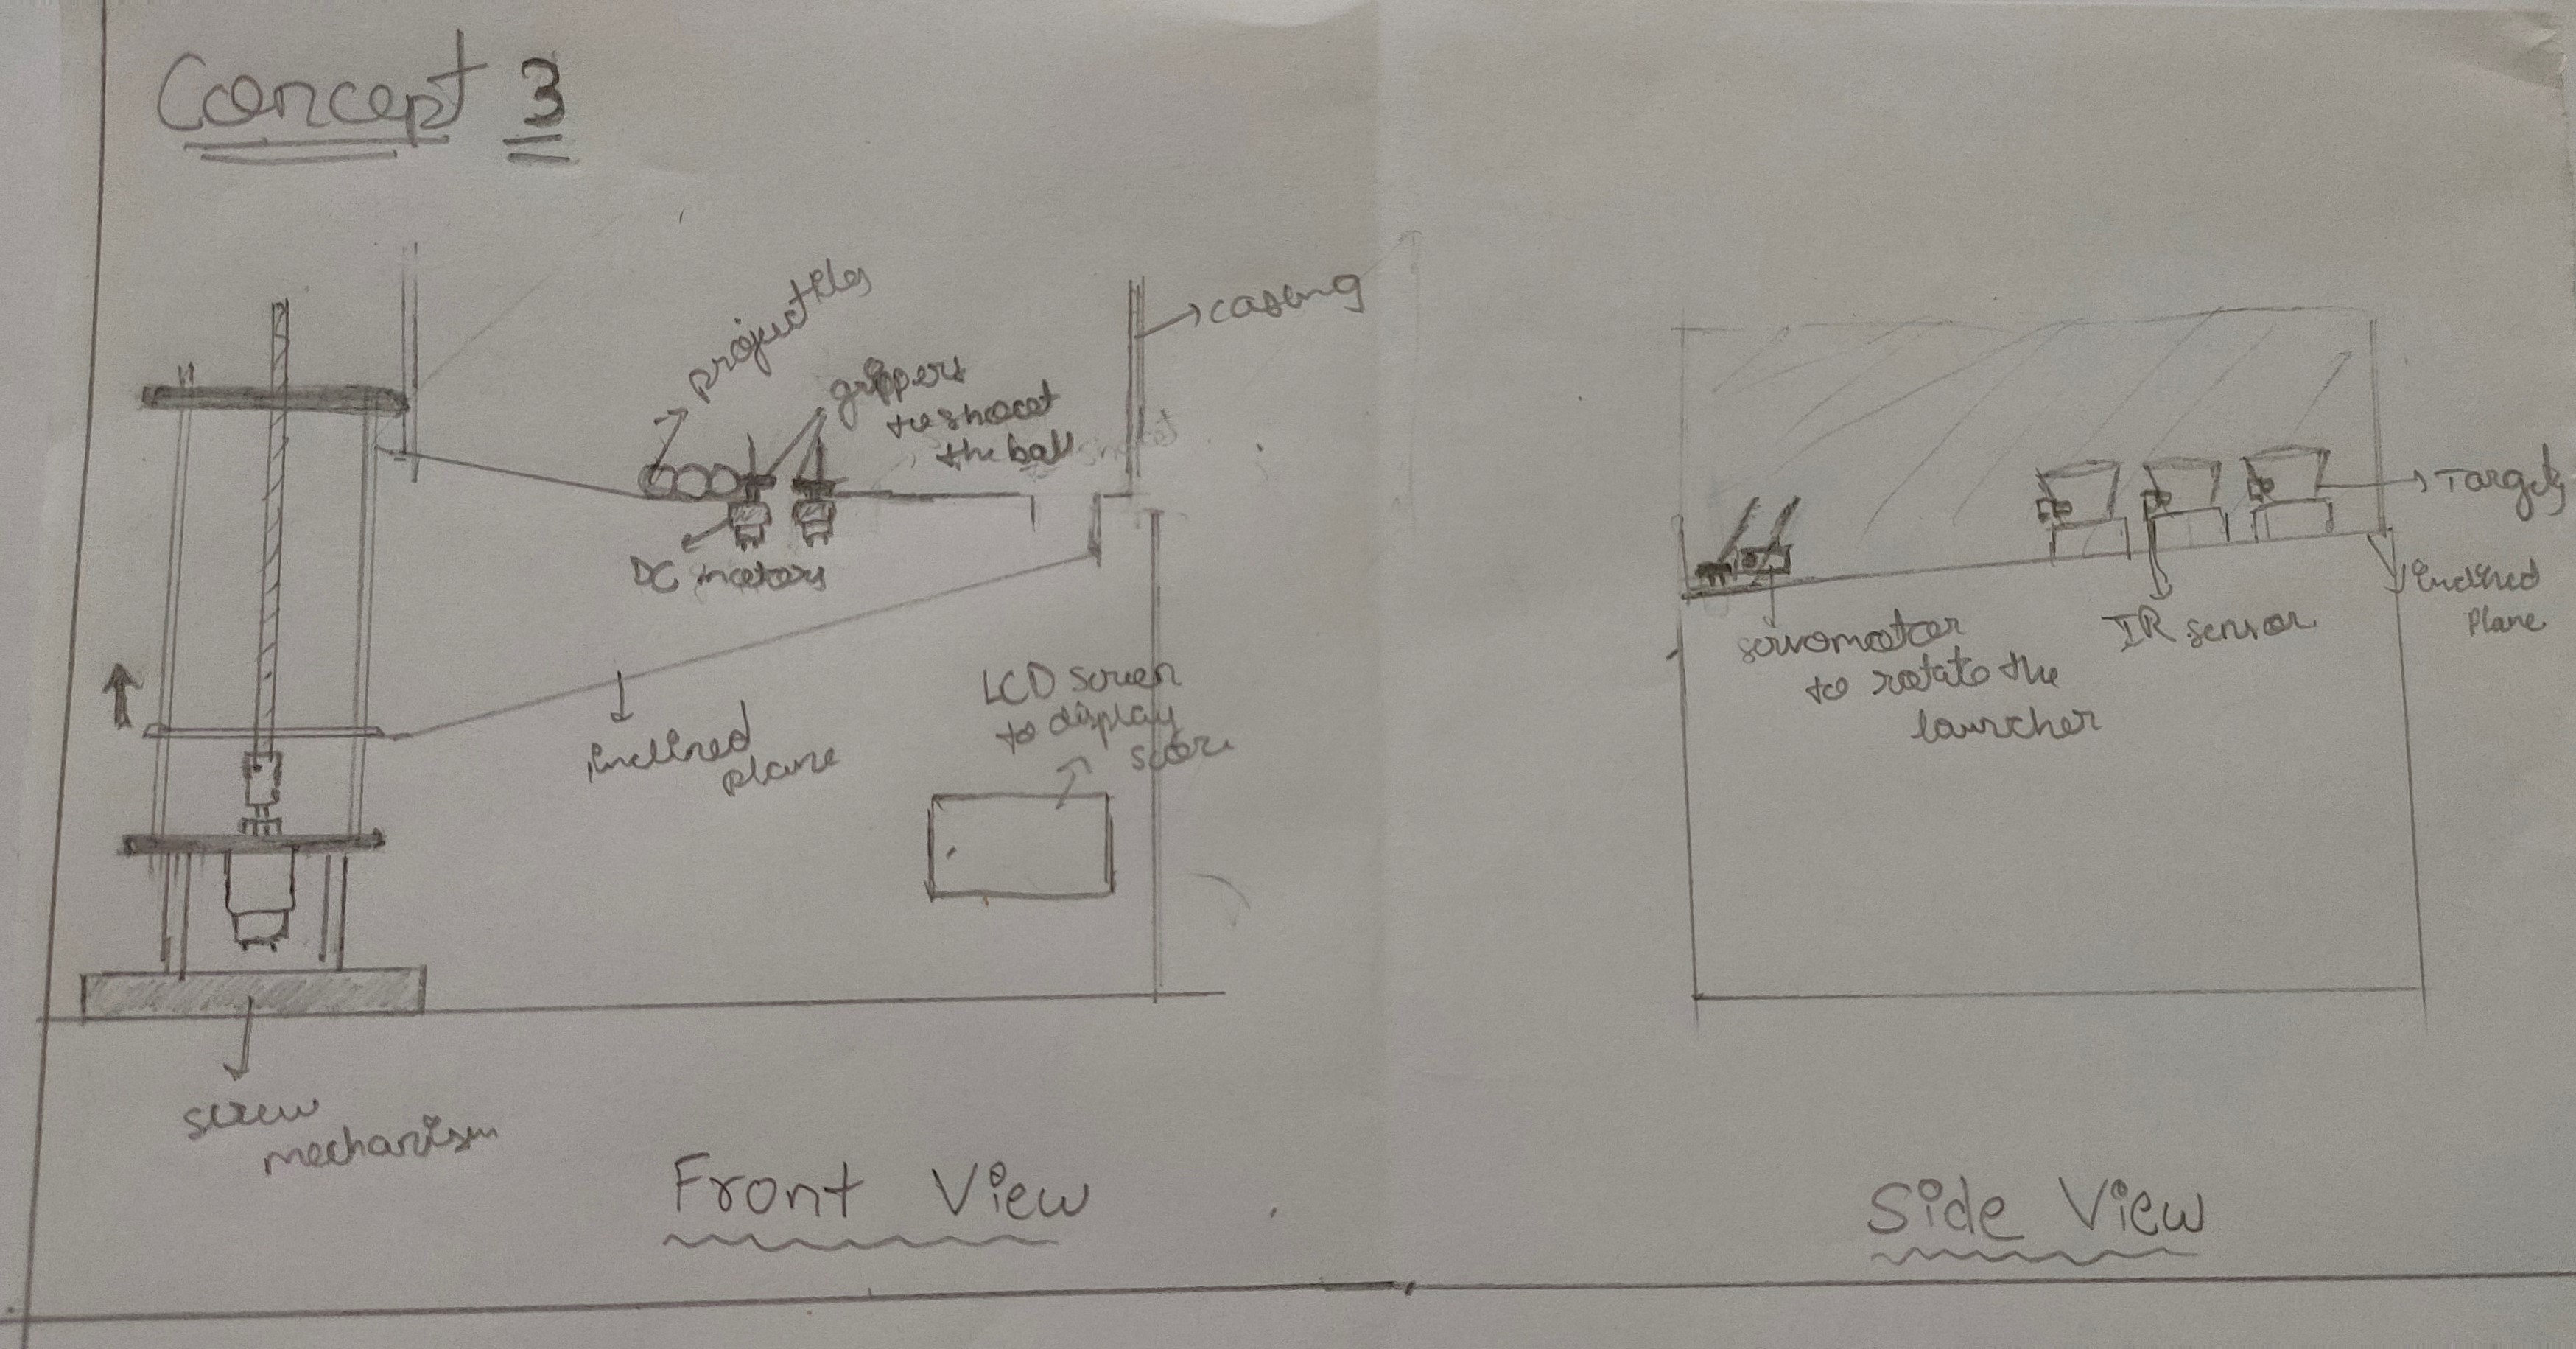 Concept 3
projectiles
grippers
to shoot
the ball
casing
DC motors
inclined
plane
LCD screen
to display
score
screw
mechanism
Front View
Targets
inclined
Plane
IR sensor
servomotor
to rotate the
launcher
Side View